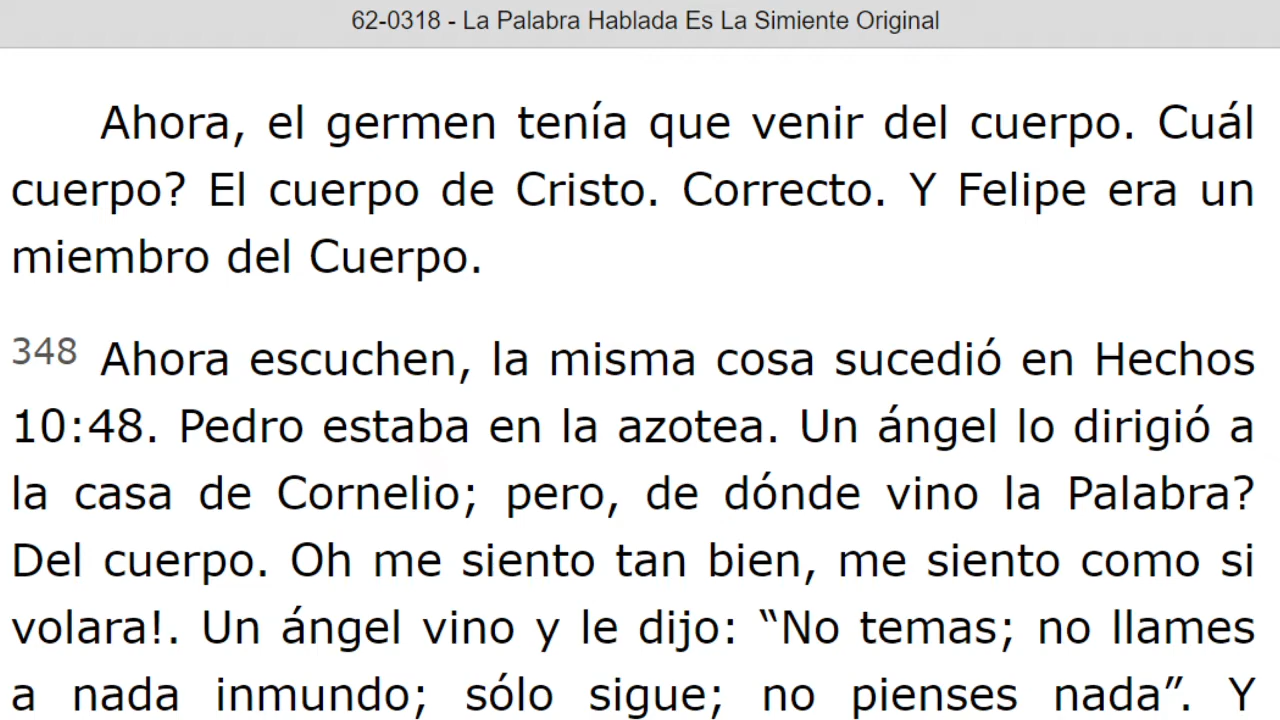 62-0318 - La Palabra Hablada Es La Simiente Original
Ahora, el germen tenía que venir del cuerpo. Cuál
cuerpo? El cuerpo de Cristo. Correcto. Y Felipe era un
miembro del Cuerpo.
348 Ahora escuchen, la misma cosa sucedió en Hechos
10:48. Pedro estaba en la azotea. Un ángel lo dirigió a
la casa de Cornelio; pero, de dónde vino la Palabra?
Del cuerpo. Oh me siento tan bien, me siento como si
volara!. Un ángel vino y le dijo: “No temas; no llames
a nada inmundo; sólo sigue; no pienses nada”. Y